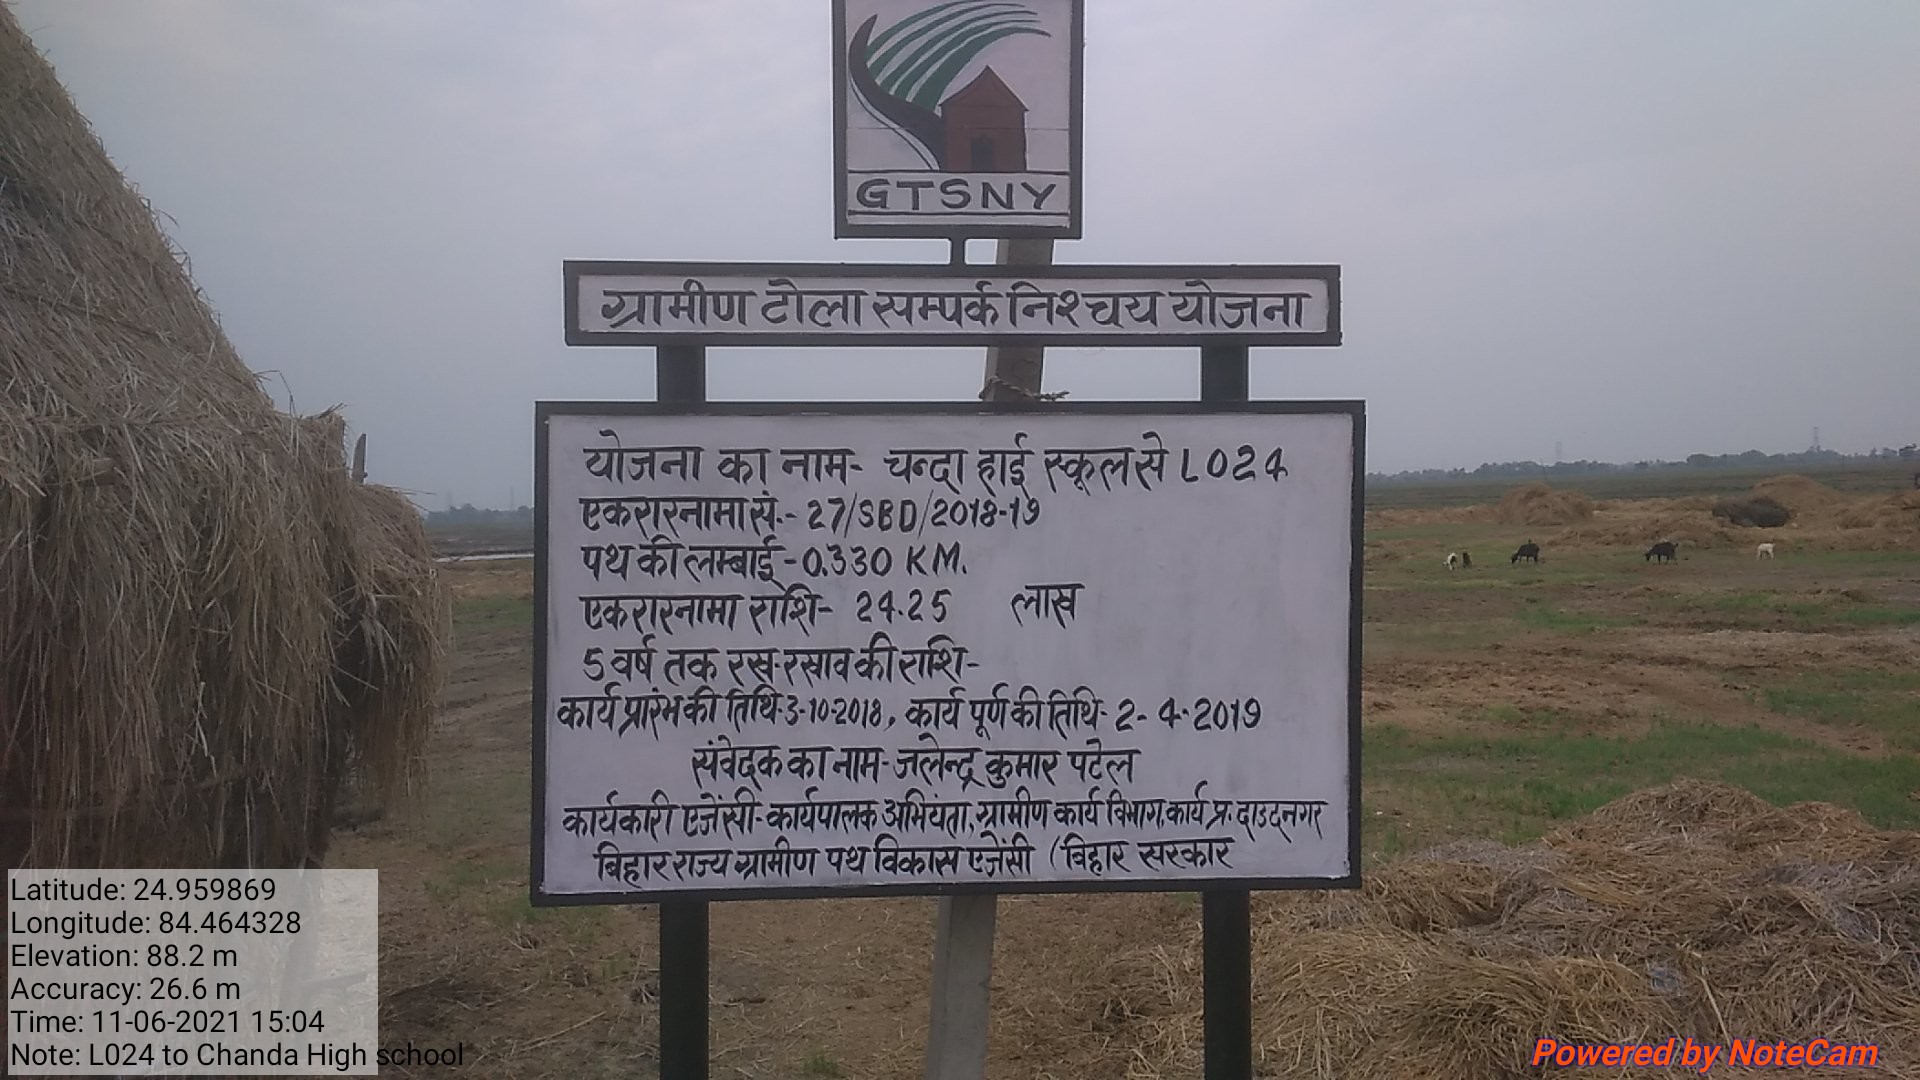 GTSNY
ग्रामीण टोला सम्पर्क निश्चय योजना
योजना का नाम- चन्दा हाई स्कूल से L024
एकरारनामा सं.- 27/SBD/2018-19
पथ की लम्बाई - 0.330 KM.
एकरारनामा राशि- 24.25 लाख
5 वर्ष तक रख-रखाव की राशि-
कार्य प्रारंभ की तिथि-3-10-2018, कार्य पूर्ण की तिथि- 2-4-2019
संवेदक का नाम- जलेन्द्र कुमार पटेल
कार्यकारी एजेंसी- कार्यपालक अभियंता, ग्रामीण कार्य विभाग, कार्य प्र. दाउदनगर
बिहार राज्य ग्रामीण पथ विकास एजेंसी (बिहार सरकार
Latitude: 24.959869
Longitude: 84.464328
Elevation: 88.2 m
Accuracy: 26.6 m
Time: 11-06-2021 15:04
Note: L024 to Chanda High school
Powered by NoteCam